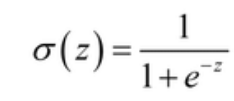 σ(z) = 1 / (1 + e^{-z})